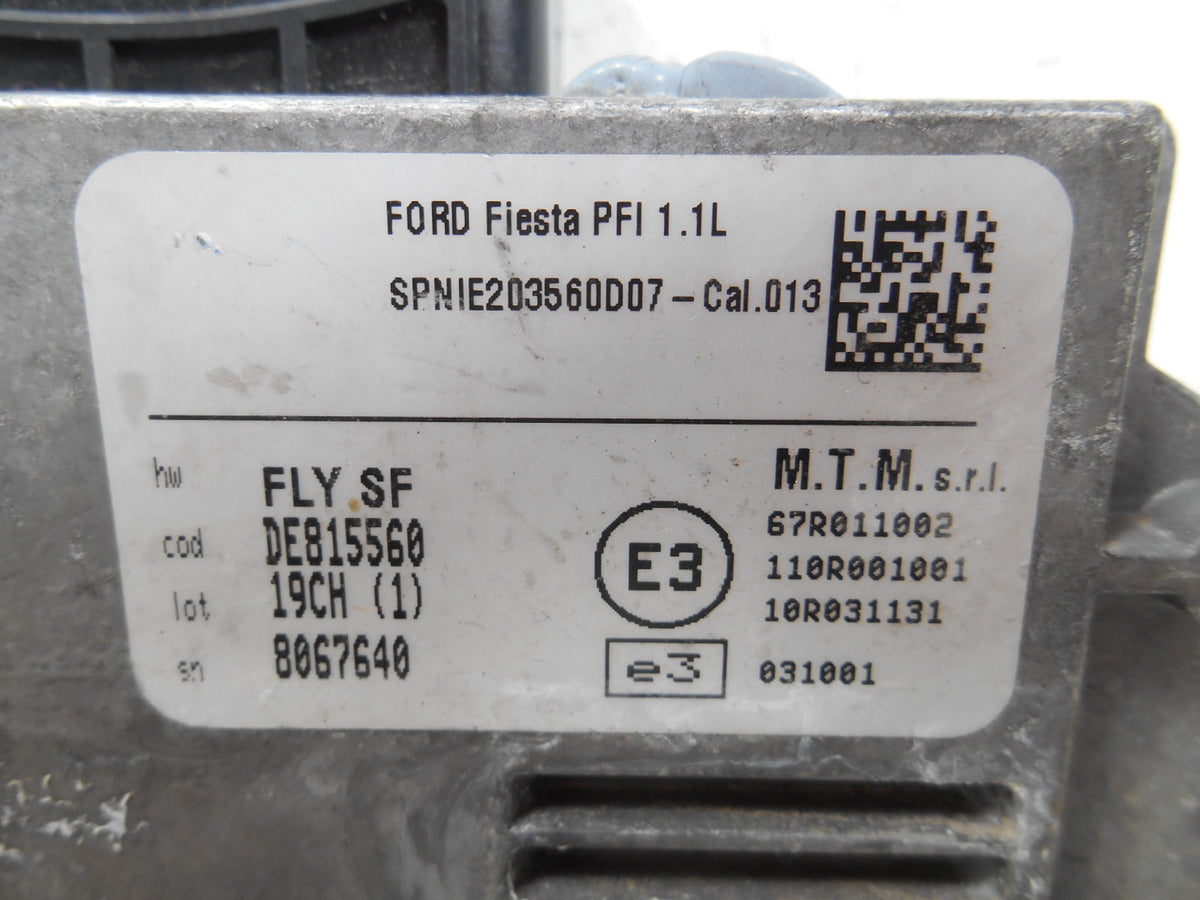 FORD Fiesta PFI 1.1L
SPNIE203560D07 - Cal.013
hw FLY SF
cod DE815560
lot 19CH (1)
sn 8067640
M.T.M. s.r.l.
E3
67R011002
110R001001
10R031131
e3 031001